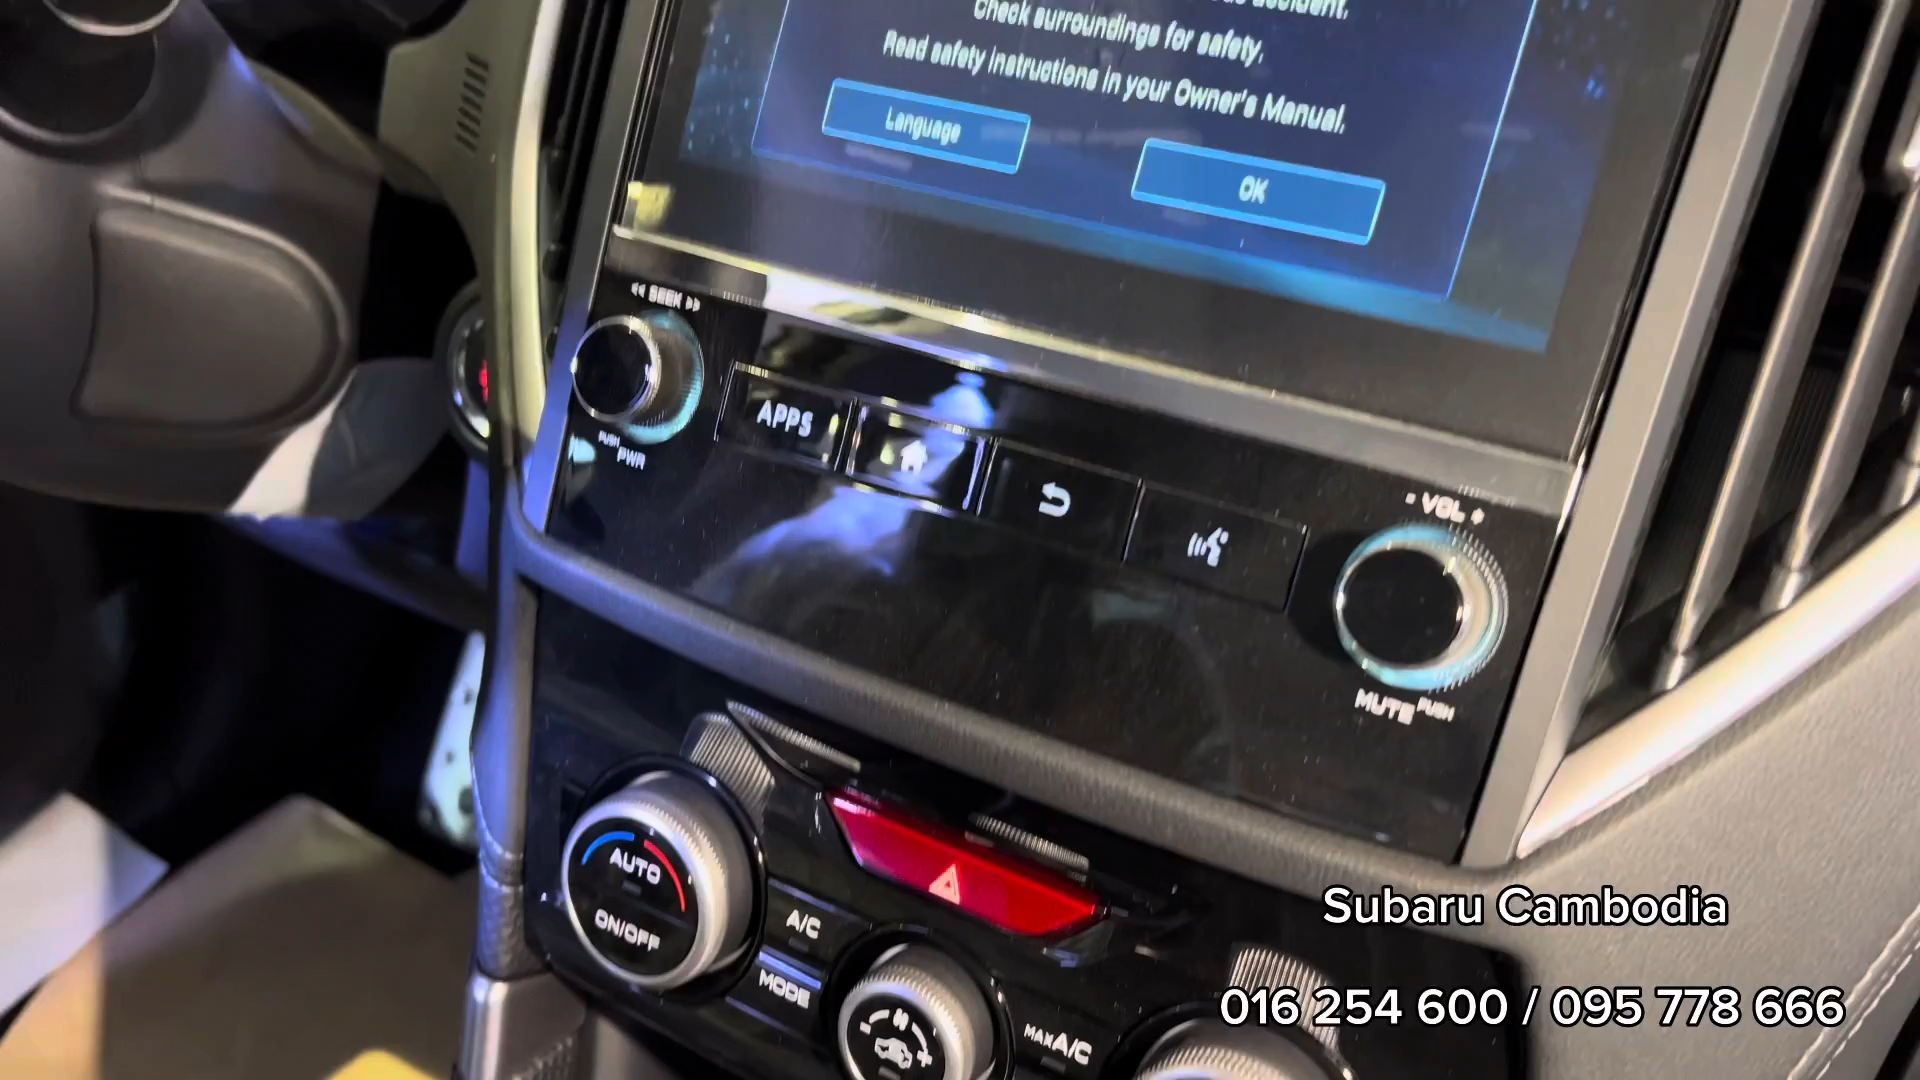 accident.
Check surroundings for safety.
Read safety instructions in your Owner's Manual.
Language
OK
SEEK
APPS
PUSH PWR
- VOL +
MUTE PUSH
AUTO
ON/OFF
A/C
MODE
MAX A/C
Subaru Cambodia
016 254 600 / 095 778 666